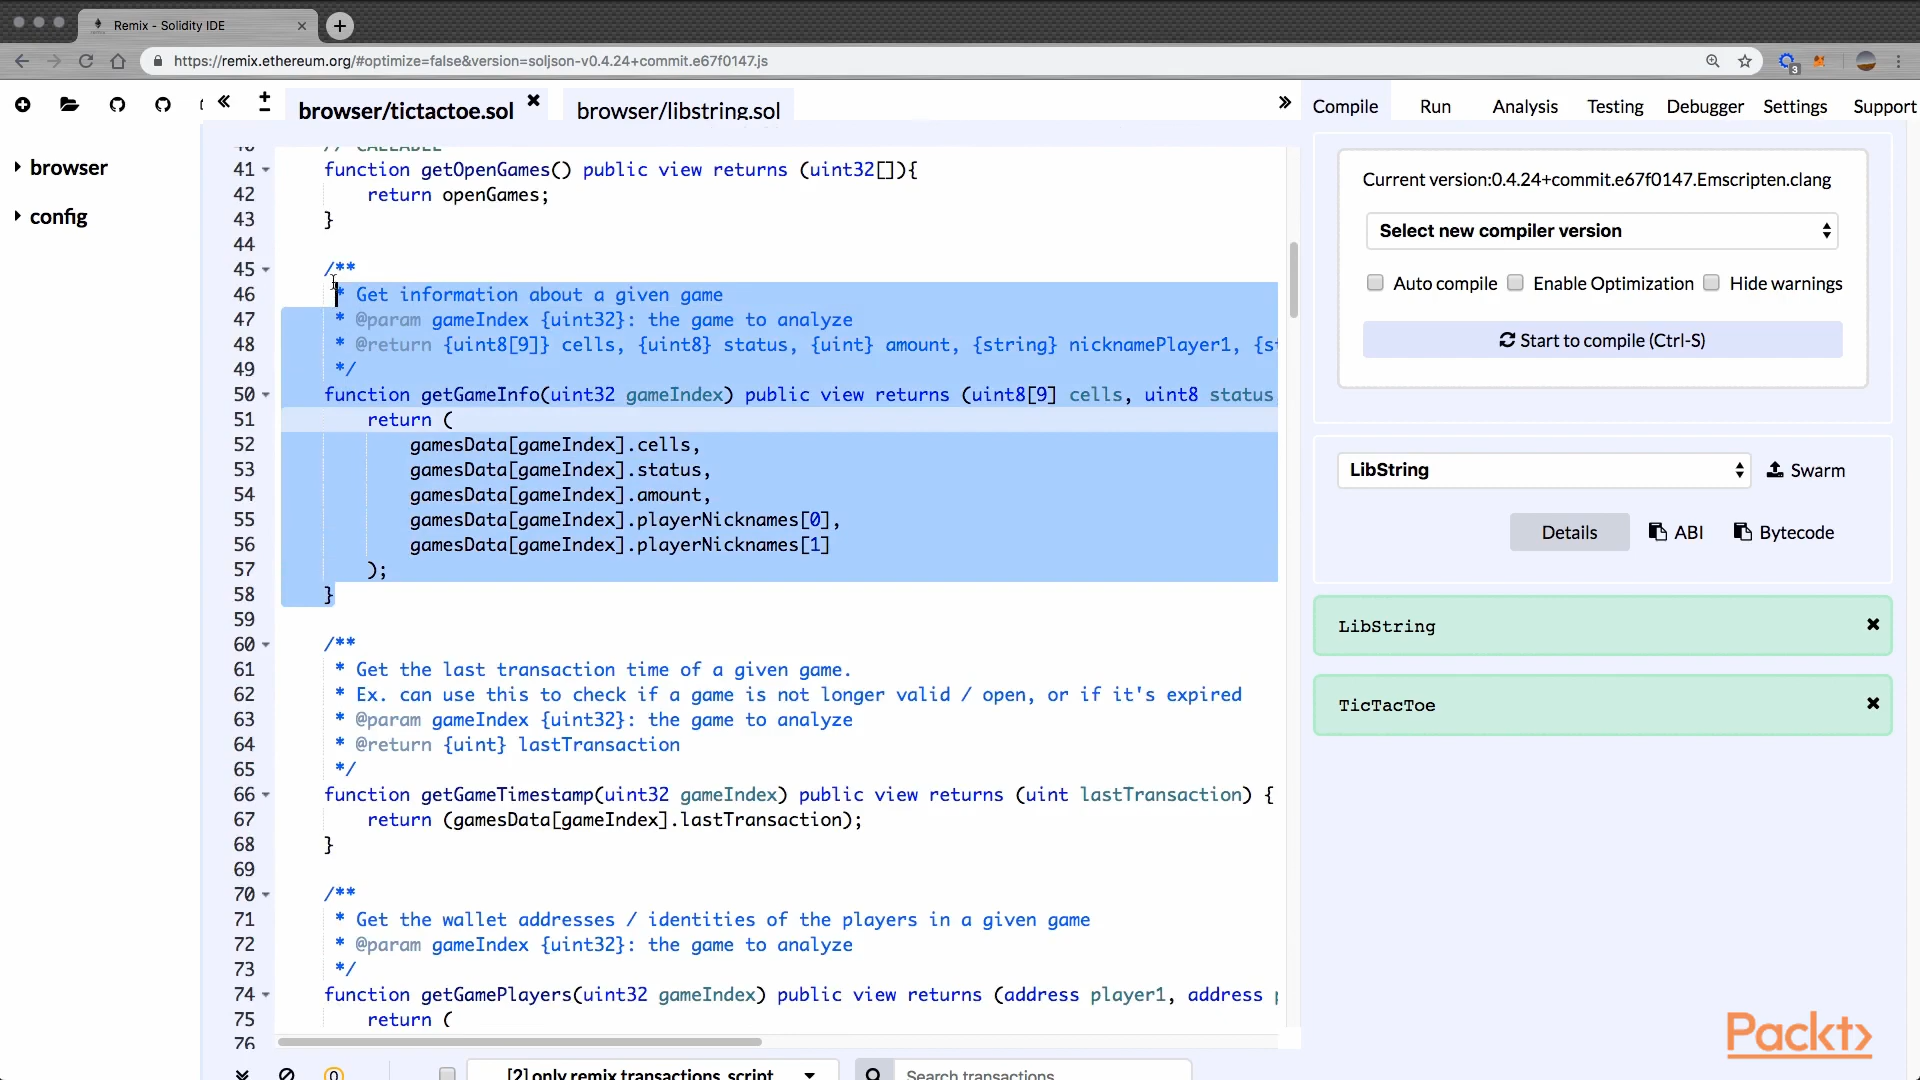 Remix - Solidity IDE
https://remix.ethereum.org/#optimize=false&version=soljson-v0.4.24+commit.e67f0147.js
3
browser/tictactoe.sol
browser/libstring.sol
Compile
Run
Analysis
Testing
Debugger
Settings
Support
browser
config
40 // CALLABLE
41 function getOpenGames() public view returns (uint32[]){
42 return openGames;
43 }
44
45 /**
46 * Get information about a given game
47 * @param gameIndex {uint32}: the game to analyze
48 * @return {uint8[9]} cells, {uint8} status, {uint} amount, {string} nicknamePlayer1, {st
49 */
50 function getGameInfo(uint32 gameIndex) public view returns (uint8[9] cells, uint8 status
51 return (
52 gamesData[gameIndex].cells,
53 gamesData[gameIndex].status,
54 gamesData[gameIndex].amount,
55 gamesData[gameIndex].playerNicknames[0],
56 gamesData[gameIndex].playerNicknames[1]
57 );
58 }
59
60 /**
61 * Get the last transaction time of a given game.
62 * Ex. can use this to check if a game is not longer valid / open, or if it's expired
63 * @param gameIndex {uint32}: the game to analyze
64 * @return {uint} lastTransaction
65 */
66 function getGameTimestamp(uint32 gameIndex) public view returns (uint lastTransaction) {
67 return (gamesData[gameIndex].lastTransaction);
68 }
69
70 /**
71 * Get the wallet addresses / identities of the players in a given game
72 * @param gameIndex {uint32}: the game to analyze
73 */
74 function getGamePlayers(uint32 gameIndex) public view returns (address player1, address p
75 return (
76
Current version:0.4.24+commit.e67f0147.Emscripten.clang
Select new compiler version
Auto compile
Enable Optimization
Hide warnings
Start to compile (Ctrl-S)
LibString
Swarm
Details
ABI
Bytecode
LibString
TicTacToe
0
[2] only remix transactions, script
Search transactions
Packt>